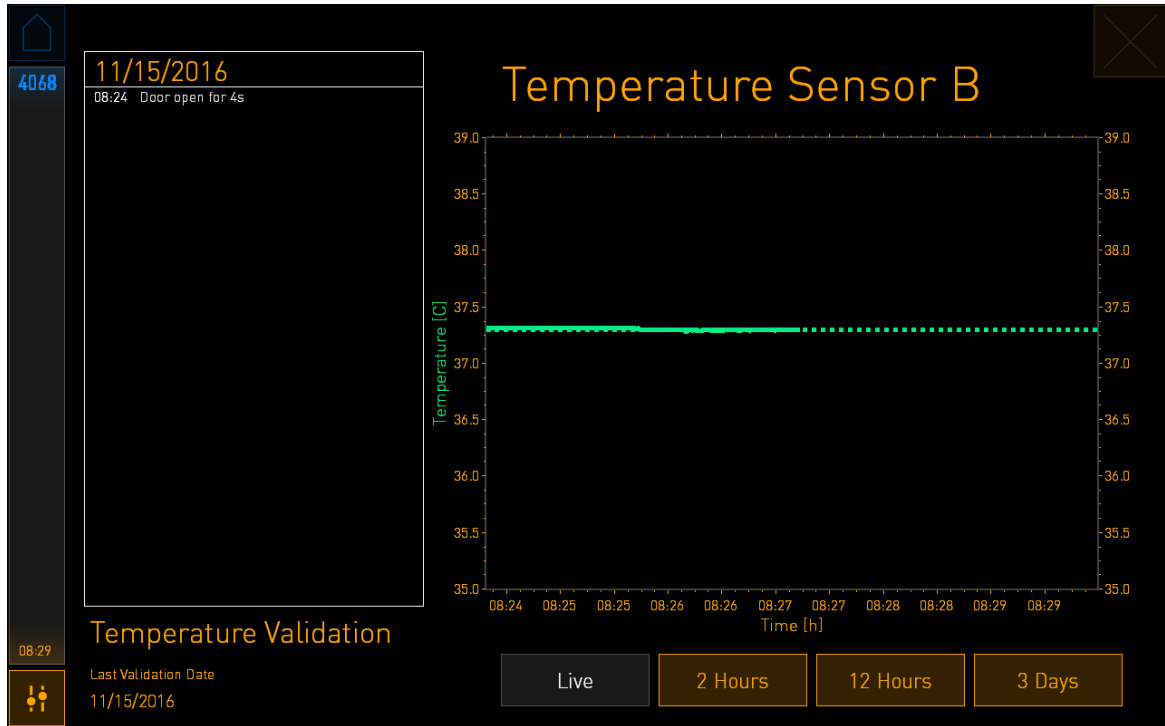 4068
11/15/2016
08:24 Door open for 4s
Temperature Sensor B
39.0 39.0
38.5 38.5
38.0 38.0
37.5 37.5
37.0 37.0
36.5 36.5
36.0 36.0
35.5 35.5
35.0 35.0
Temperature [C]
08:24 08:25 08:25 08:26 08:26 08:27 08:27 08:28 08:28 08:29 08:29
Time [h]
Temperature Validation
08:29
Last Validation Date
11/15/2016
Live 2 Hours 12 Hours 3 Days